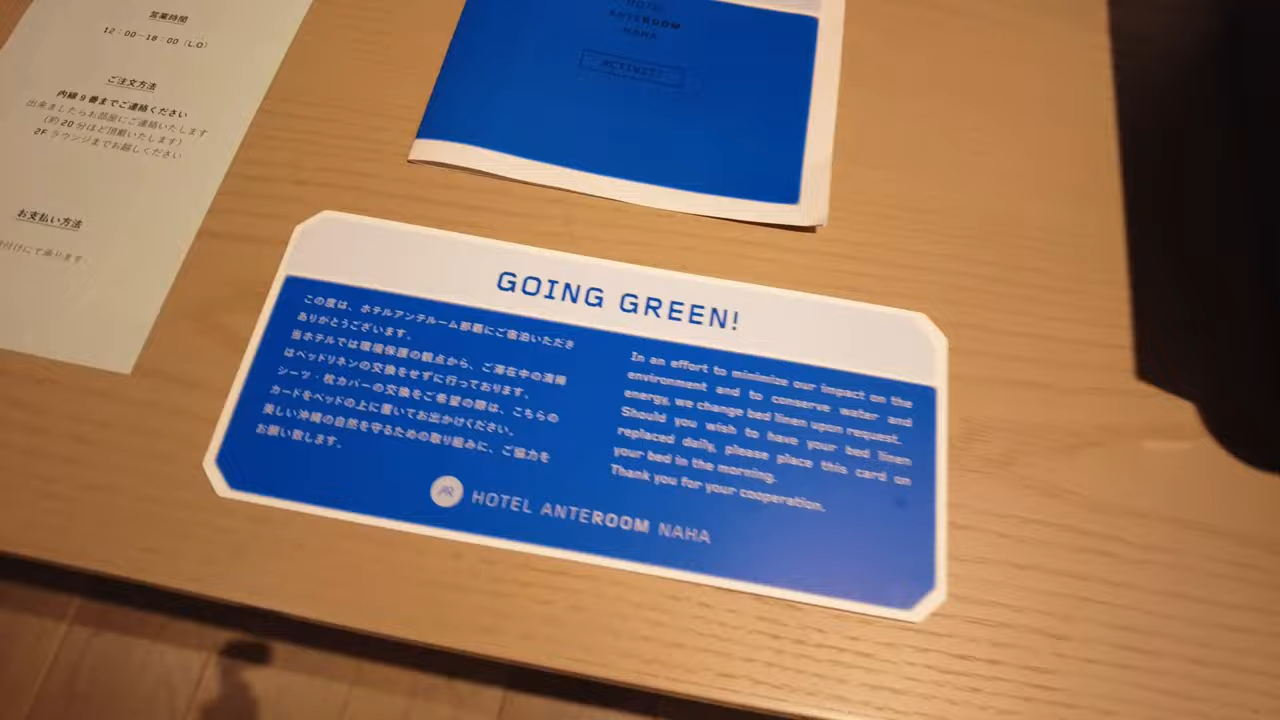 営業時間
12:00-18:00 (L.O)
ご注文方法
内線9番までご連絡ください
出来ましたらお部屋にご連絡いたします
(約20分ほど頂戴いたします)
2F ラウンジまでお越しください
お支払い方法
付けにて承ります。
HOTEL
ANTEROOM
NAHA
ACTIVITY
GOING GREEN!
この度は、ホテルアンテルーム那覇にご宿泊いただき
ありがとうございます。
当ホテルでは環境保護の観点から、ご滞在中の清掃
はベッドリネンの交換をせずに行っております。
シーツ・枕カバーの交換をご希望の際は、こちらの
カードをベッドの上に置いてお出かけください。
美しい沖縄の自然を守るための取り組みに、ご協力を
お願い致します。
In an effort to minimize our impact on the
environment and to conserve water and
energy, we change bed linen upon request.
Should you wish to have your bed linen
replaced daily, please place this card on
your bed in the morning.
Thank you for your cooperation.
AR HOTEL ANTEROOM NAHA